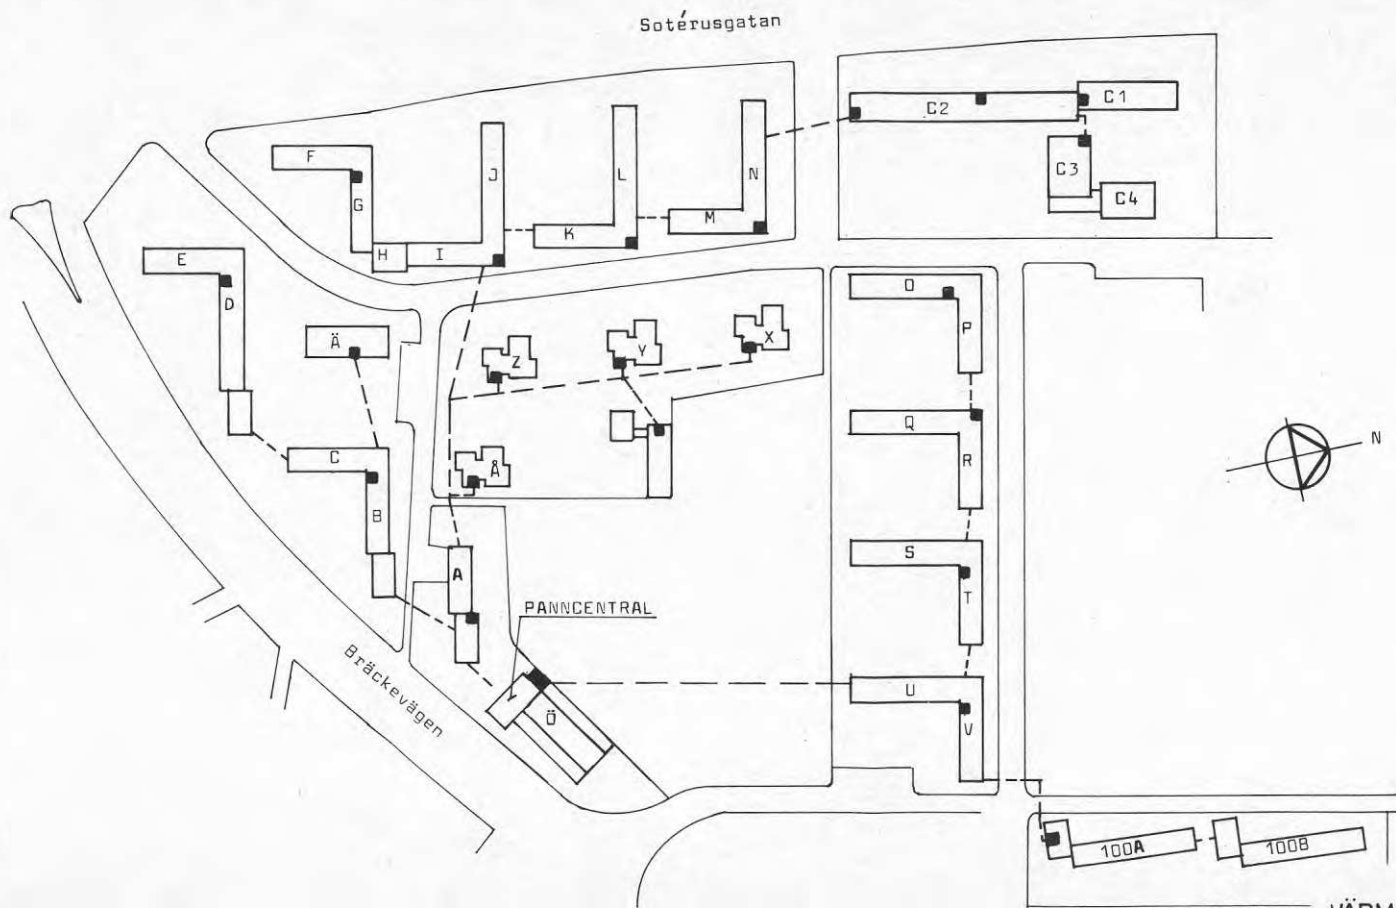 Sotérusgatan
C1
C2
F
C3
J
L
N
C4
G
M
K
H
I
E
D
O
P
Ä
X
Y
Z
Q
N
C
R
Å
B
S
A
T
PANNCENTRAL
Bräckevägen
U
Ö
V
100A
100B